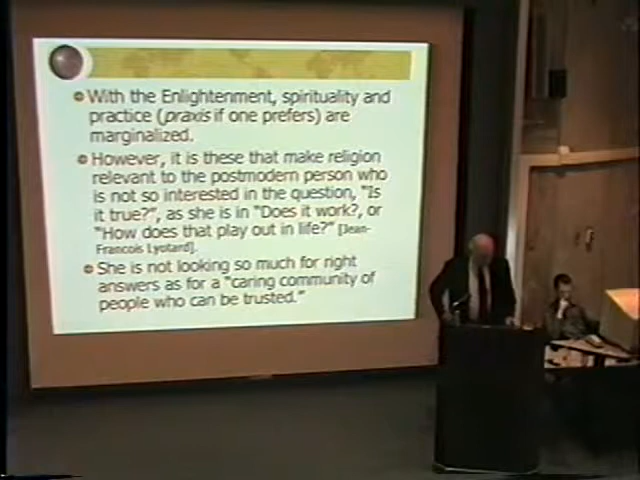 With the Enlightenment, spirituality and
practice (praxis if one prefers) are
marginalized.
However, it is these that make religion
relevant to the postmodern person who
is not so interested in the question, "Is
it true?", as she is in "Does it work?, or
"How does that play out in life?" [Jean-
Francois Lyotard].
She is not looking so much for right
answers as for a "caring community of
people who can be trusted."